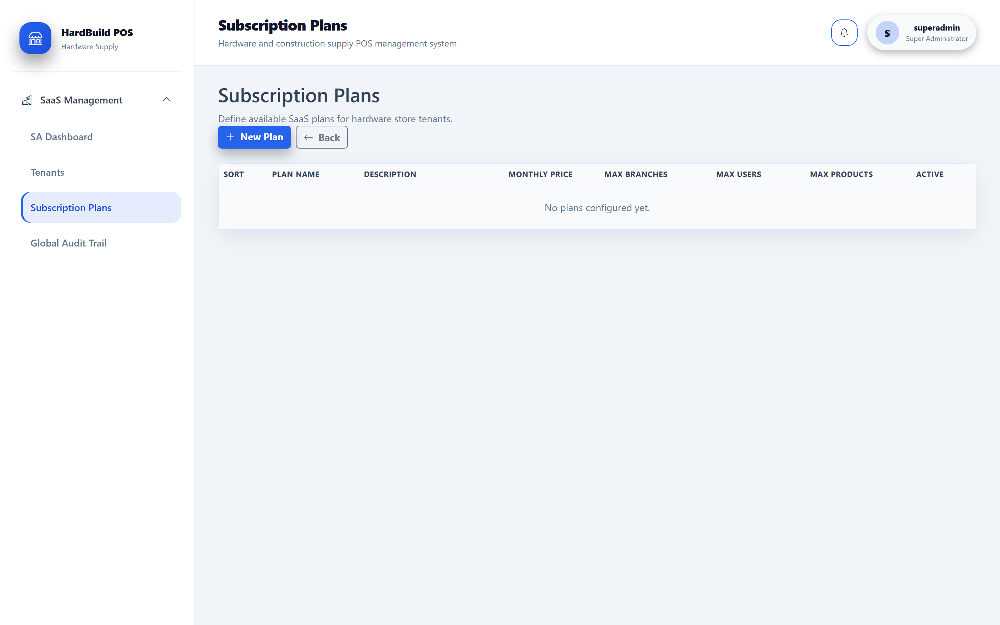 HardBuild POS
Hardware Supply
SaaS Management
SA Dashboard
Tenants
Subscription Plans
Global Audit Trail
Subscription Plans
Hardware and construction supply POS management system
S
superadmin
Super Administrator
Subscription Plans
Define available SaaS plans for hardware store tenants.
New Plan
Back
SORT PLAN NAME DESCRIPTION MONTHLY PRICE MAX BRANCHES MAX USERS MAX PRODUCTS ACTIVE
No plans configured yet.